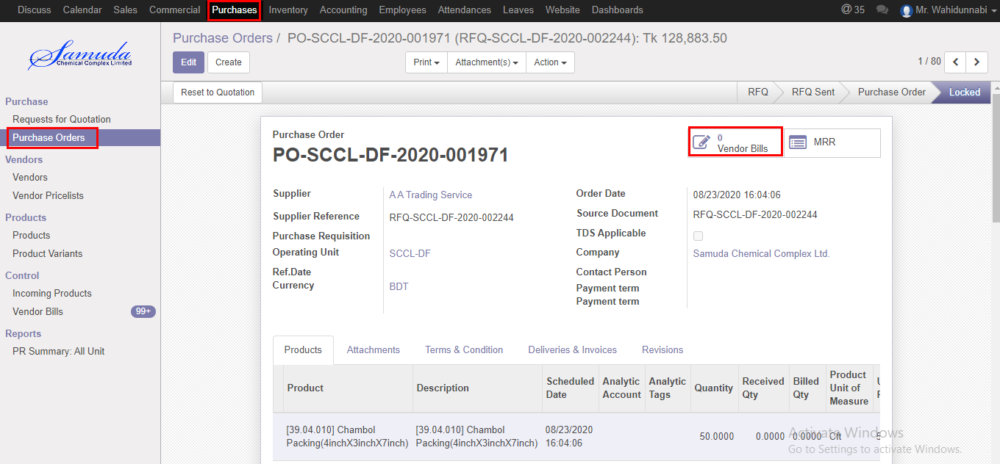 Discuss Calendar Sales Commercial Purchases Inventory Accounting Employees Attendances Leaves Website Dashboards @ 35 Mr. Wahidunnabi
Samuda
Chemical Complex Limited
Purchase Orders / PO-SCCL-DF-2020-001971 (RFQ-SCCL-DF-2020-002244): Tk 128,883.50
Edit Create Print Attachment(s) Action 1 / 80
Reset to Quotation RFQ RFQ Sent Purchase Order Locked
Purchase
Requests for Quotation
Purchase Orders
Vendors
Vendors
Vendor Pricelists
Products
Products
Product Variants
Control
Incoming Products
Vendor Bills 99+
Reports
PR Summary: All Unit
Purchase Order
PO-SCCL-DF-2020-001971
0
Vendor Bills
MRR
Supplier A A Trading Service
Supplier Reference RFQ-SCCL-DF-2020-002244
Purchase Requisition
Operating Unit SCCL-DF
Ref.Date
Currency BDT
Order Date 08/23/2020 16:04:06
Source Document RFQ-SCCL-DF-2020-002244
TDS Applicable
Company Samuda Chemical Complex Ltd.
Contact Person
Payment term
Payment term
Products Attachments Terms & Condition Deliveries & Invoices Revisions
Product Description Scheduled Date Analytic Account Analytic Tags Quantity Received Qty Billed Qty Product Unit of Measure
[39.04.010] Chambol Packing(4inchX3inchX7inch) [39.04.010] Chambol Packing(4inchX3inchX7inch) 08/23/2020 16:04:06 50.0000 0.0000 0.0000 Cft
Activate Windows
Go to Settings to activate Windows.